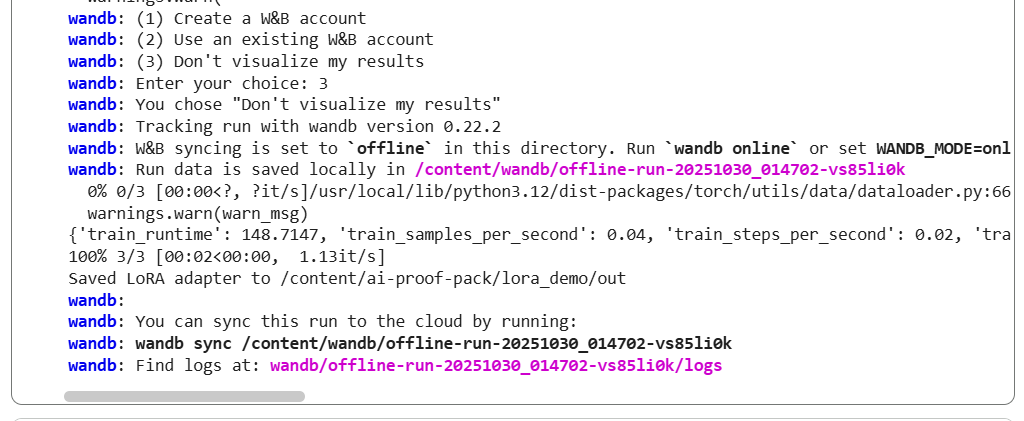 warnings.warn(
wandb: (1) Create a W&B account
wandb: (2) Use an existing W&B account
wandb: (3) Don't visualize my results
wandb: Enter your choice: 3
wandb: You chose "Don't visualize my results"
wandb: Tracking run with wandb version 0.22.2
wandb: W&B syncing is set to `offline` in this directory. Run `wandb online` or set WANDB_MODE=onl
wandb: Run data is saved locally in /content/wandb/offline-run-20251030_014702-vs85li0k
0% 0/3 [00:00<?, ?it/s]/usr/local/lib/python3.12/dist-packages/torch/utils/data/dataloader.py:66
warnings.warn(warn_msg)
{'train_runtime': 148.7147, 'train_samples_per_second': 0.04, 'train_steps_per_second': 0.02, 'tra
100% 3/3 [00:02<00:00, 1.13it/s]
Saved LoRA adapter to /content/ai-proof-pack/lora_demo/out
wandb:
wandb: You can sync this run to the cloud by running:
wandb: wandb sync /content/wandb/offline-run-20251030_014702-vs85li0k
wandb: Find logs at: wandb/offline-run-20251030_014702-vs85li0k/logs